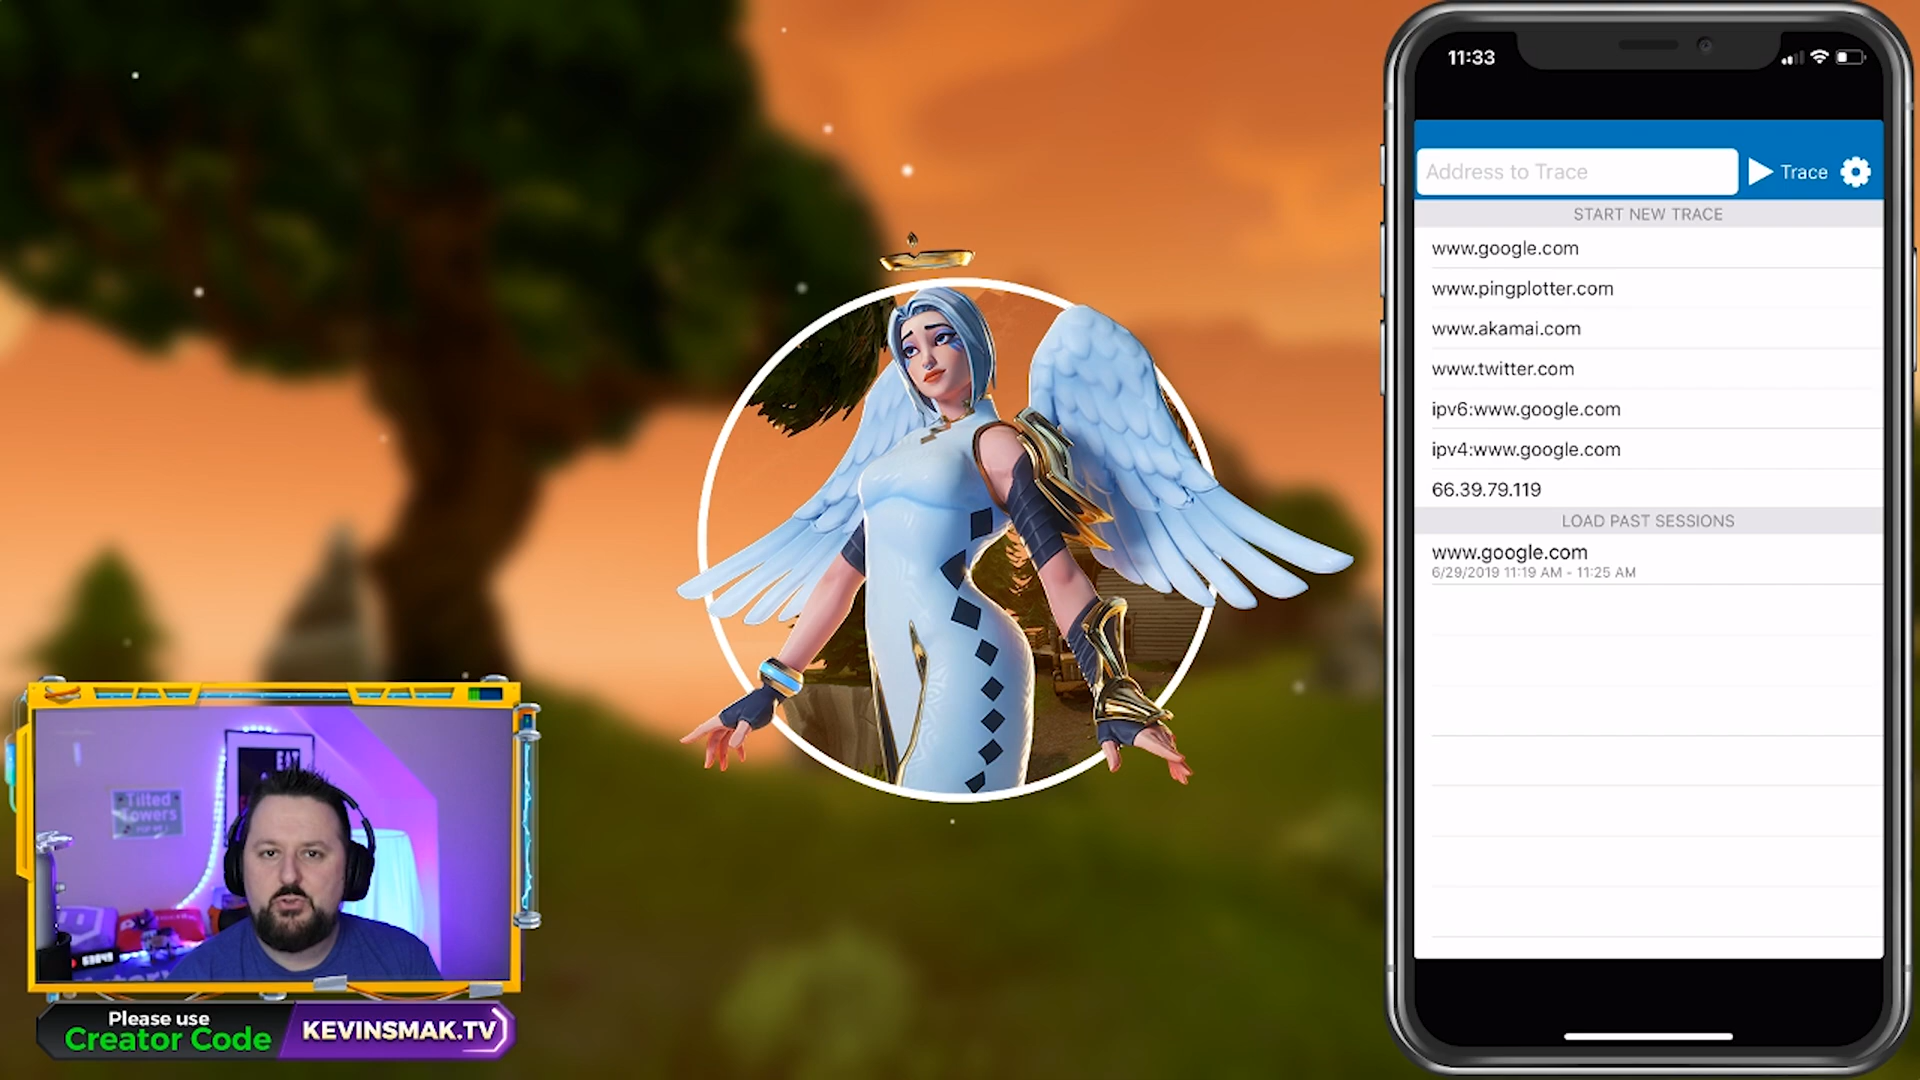 11:33
Address to Trace
Trace
START NEW TRACE
www.google.com
www.pingplotter.com
www.akamai.com
www.twitter.com
ipv6:www.google.com
ipv4:www.google.com
66.39.79.119
LOAD PAST SESSIONS
www.google.com
6/29/2019 11:19 AM - 11:25 AM
Tilted
Towers
Please use
Creator Code
KEVINSMAK.TV